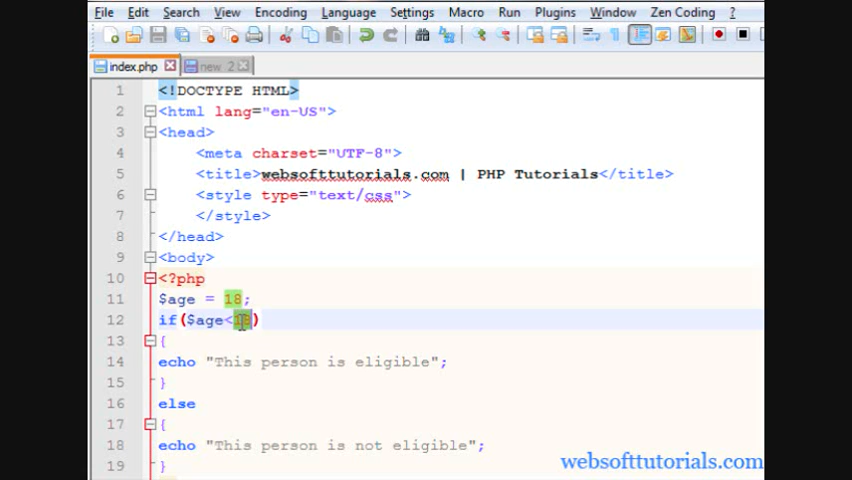 File Edit Search View Encoding Language Settings Macro Run Plugins Window Zen Coding ?
index.php new 2
1 <!DOCTYPE HTML>
2 <html lang="en-US">
3 <head>
4 <meta charset="UTF-8">
5 <title>websofttutorials.com | PHP Tutorials</title>
6 <style type="text/css">
7 </style>
8 </head>
9 <body>
10 <?php
11 $age = 18;
12 if($age<18)
13 {
14 echo "This person is eligible";
15 }
16 else
17 {
18 echo "This person is not eligible";
19 }
websofttutorials.com